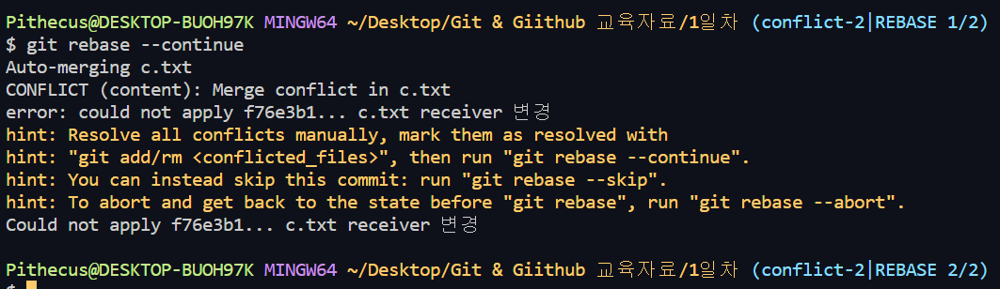 Pithecus@DESKTOP-BUOH97K MINGW64 ~/Desktop/Git & Giithub 교육자료/1일차 (conflict-2|REBASE 1/2)
$ git rebase --continue
Auto-merging c.txt
CONFLICT (content): Merge conflict in c.txt
error: could not apply f76e3b1... c.txt receiver 변경
hint: Resolve all conflicts manually, mark them as resolved with
hint: "git add/rm <conflicted_files>", then run "git rebase --continue".
hint: You can instead skip this commit: run "git rebase --skip".
hint: To abort and get back to the state before "git rebase", run "git rebase --abort".
Could not apply f76e3b1... c.txt receiver 변경
Pithecus@DESKTOP-BUOH97K MINGW64 ~/Desktop/Git & Giithub 교육자료/1일차 (conflict-2|REBASE 2/2)
$